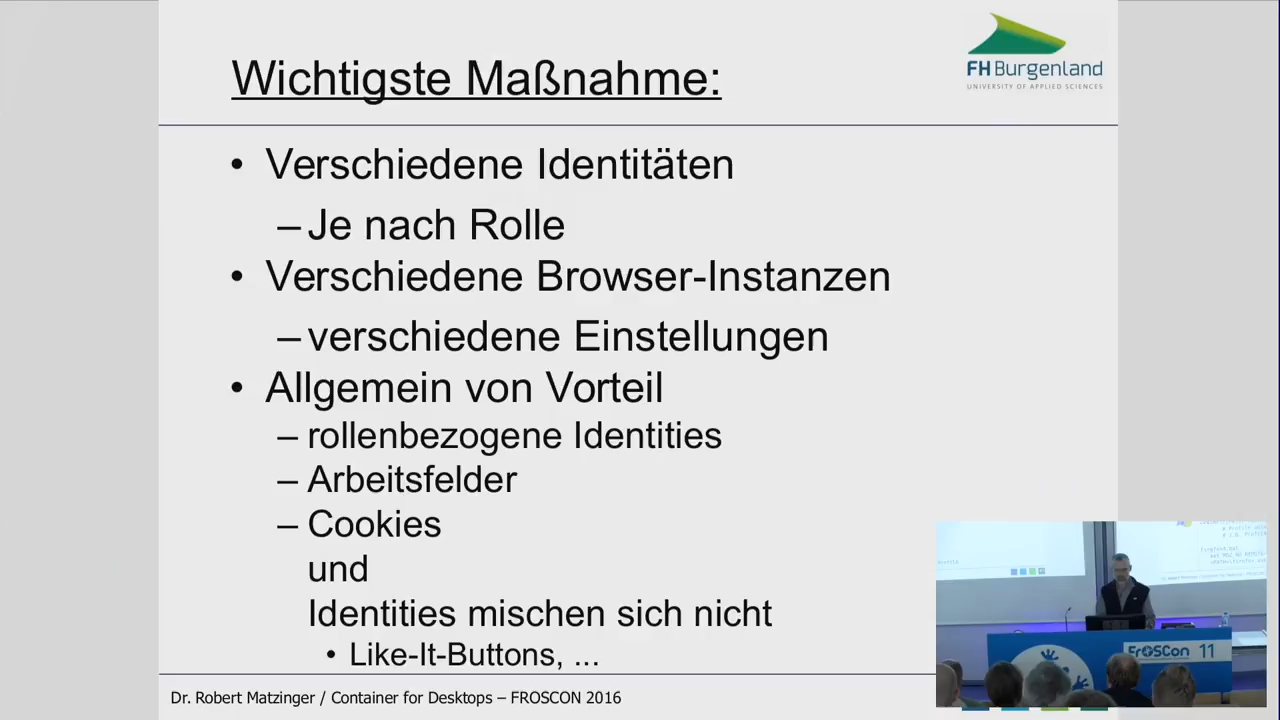 Wichtigste Maßnahme:
FH Burgenland
UNIVERSITY OF APPLIED SCIENCES
• Verschiedene Identitäten
– Je nach Rolle
• Verschiedene Browser-Instanzen
– verschiedene Einstellungen
• Allgemein von Vorteil
– rollenbezogene Identities
– Arbeitsfelder
– Cookies
und
Identities mischen sich nicht
• Like-It-Buttons, ...
Dr. Robert Matzinger / Container for Desktops – FROSCON 2016
FrOSCon 11